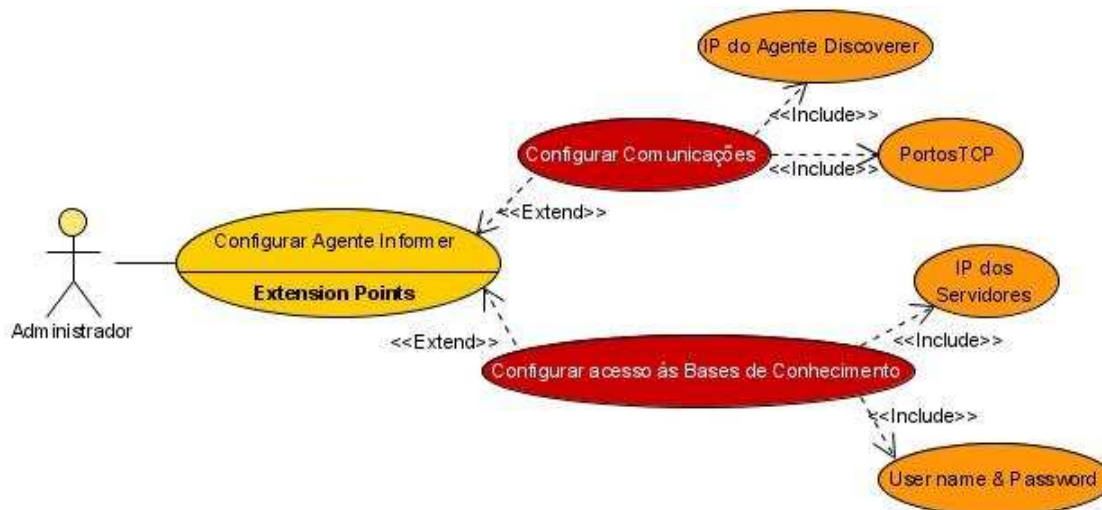 IP do Agente Discoverer
<<Include>>
Configurar Comunicações
PortosTCP
<<Include>>
<<Extend>>
Configurar Agente Informer
Extension Points
Administrador
IP dos
Servidores
<<Include>>
<<Extend>>
Configurar acesso ás Bases de Conhecimento
<<Include>>
User name & Password